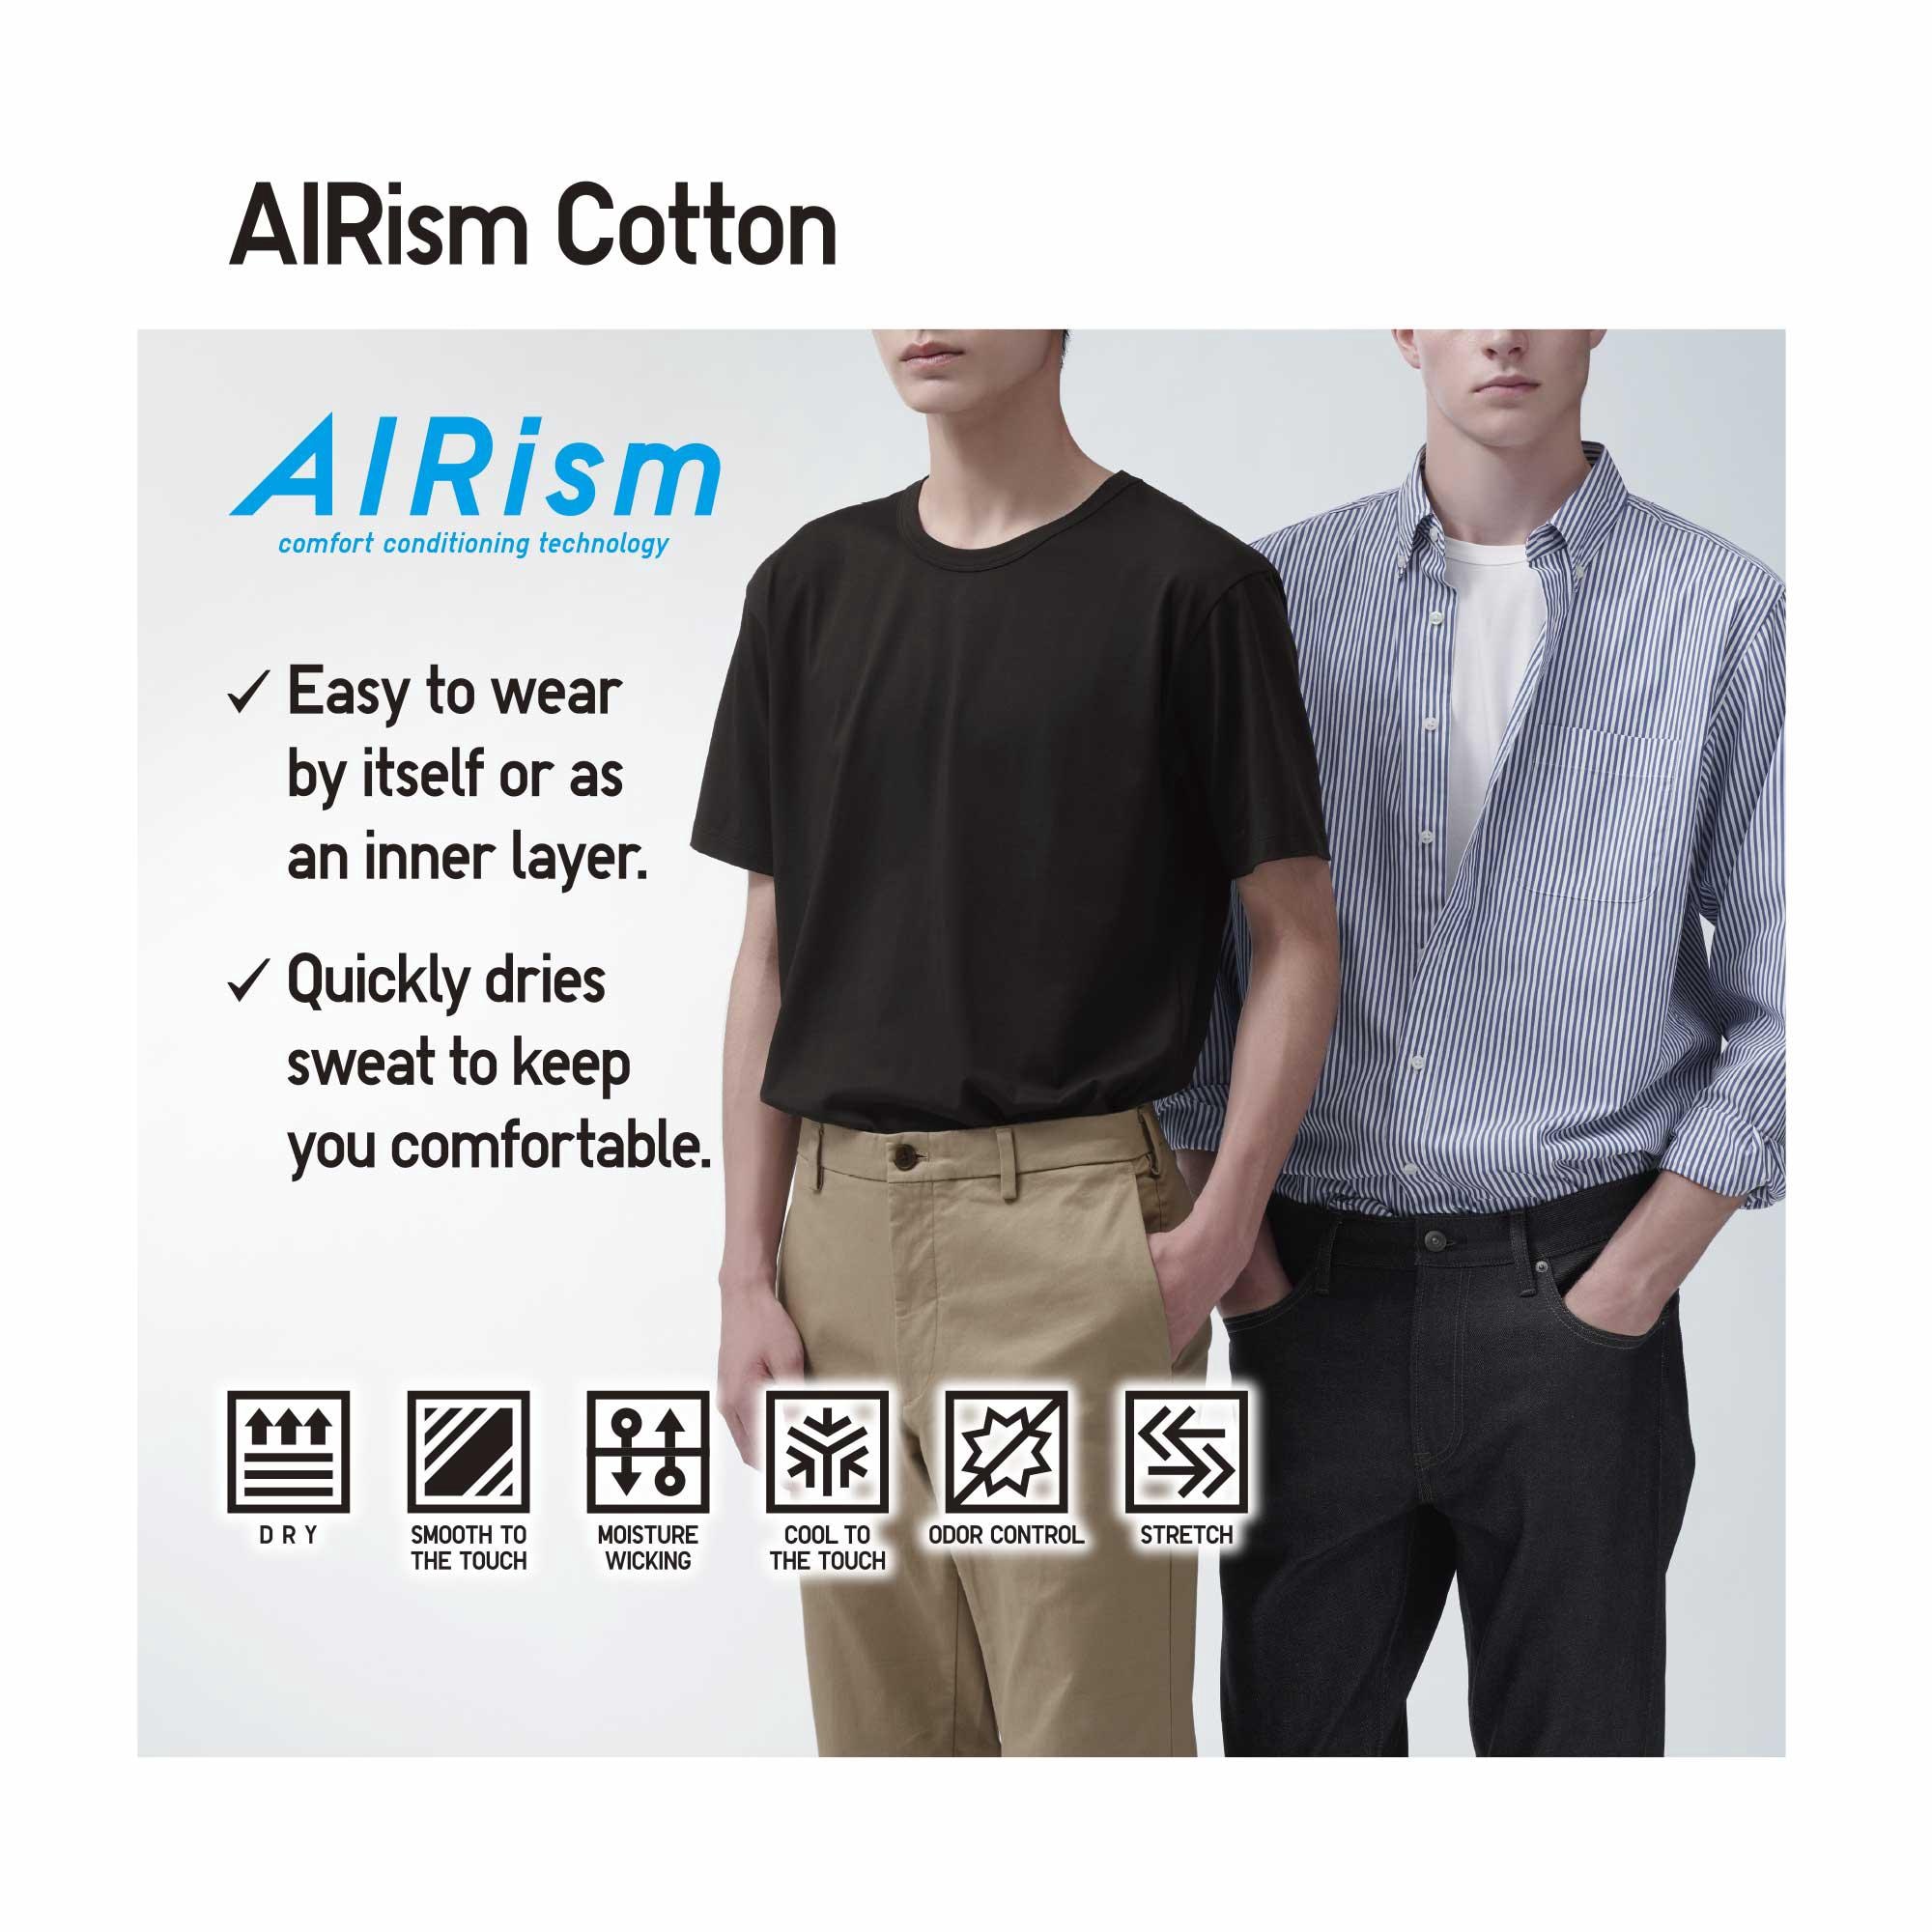 AIRism Cotton
AIRism
comfort conditioning technology
✓ Easy to wear
by itself or as
an inner layer.
✓ Quickly dries
sweat to keep
you comfortable.
DRY
SMOOTH TO
THE TOUCH
MOISTURE
WICKING
COOL TO
THE TOUCH
ODOR CONTROL
STRETCH